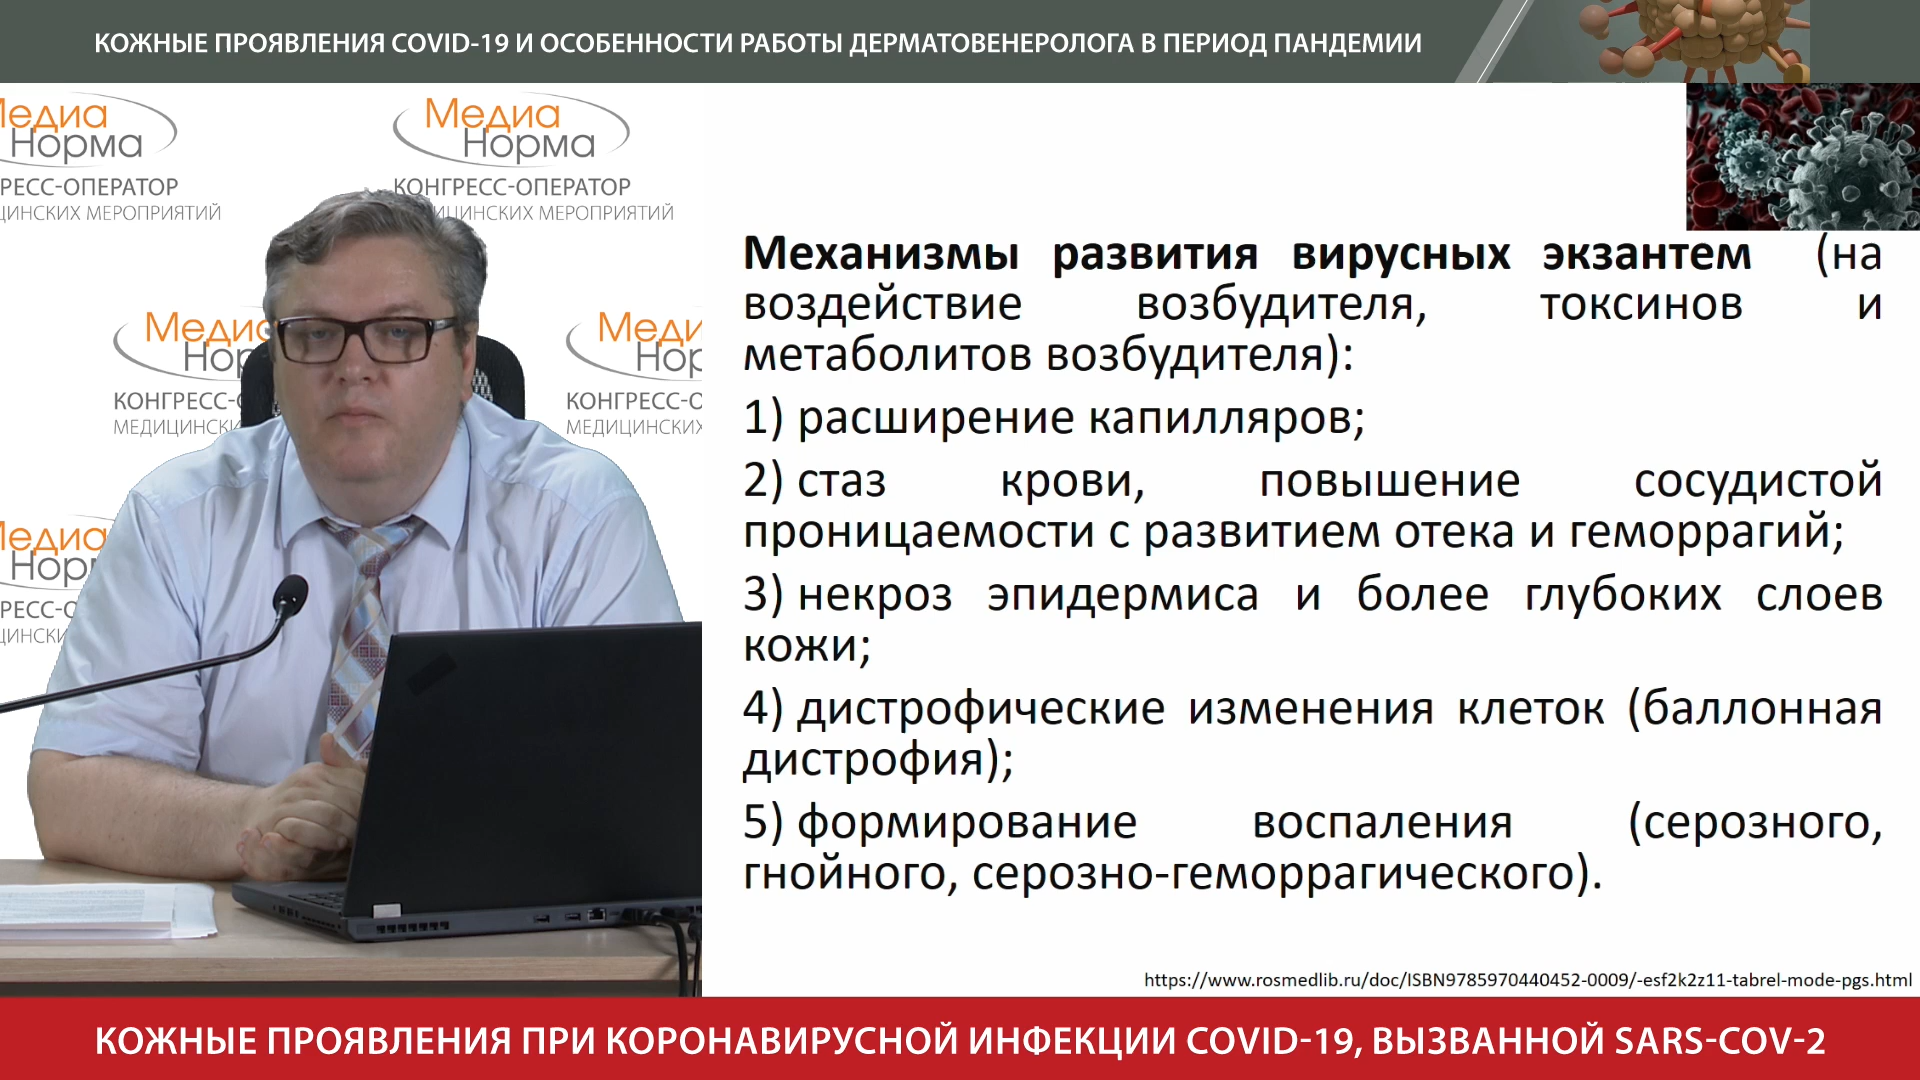 КОЖНЫЕ ПРОЯВЛЕНИЯ COVID-19 И ОСОБЕННОСТИ РАБОТЫ ДЕРМАТОВЕНЕРОЛОГА В ПЕРИОД ПАНДЕМИИ
Медиа
Норма
КОНГРЕСС-ОПЕРАТОР
МЕДИЦИНСКИХ МЕРОПРИЯТИЙ
Механизмы развития вирусных экзантем (на
воздействие возбудителя, токсинов и
метаболитов возбудителя):
1) расширение капилляров;
2) стаз крови, повышение сосудистой
проницаемости с развитием отека и геморрагий;
3) некроз эпидермиса и более глубоких слоев
кожи;
4) дистрофические изменения клеток (баллонная
дистрофия);
5) формирование воспаления (серозного,
гнойного, серозно-геморрагического).
https://www.rosmedlib.ru/doc/ISBN9785970440452-0009/-esf2k2z11-tabrel-mode-pgs.html
КОЖНЫЕ ПРОЯВЛЕНИЯ ПРИ КОРОНАВИРУСНОЙ ИНФЕКЦИИ COVID-19, ВЫЗВАННОЙ SARS-COV-2